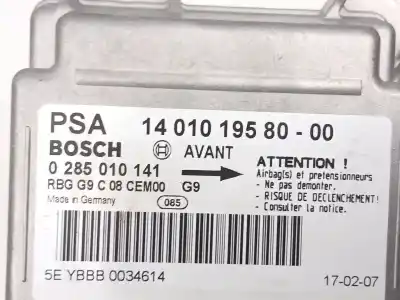 PSA 14 010 195 80 - 00
BOSCH AVANT
0 285 010 141
RBG G9 C 08 CEM00 G9
Made in Germany 085
ATTENTION !
Airbag(s) et pretensionneurs
- Ne pas demonter.
- RISQUE DE DECLENCHEMENT!
- Consulter la notice.
5E YBBB 0034614
17-02-07